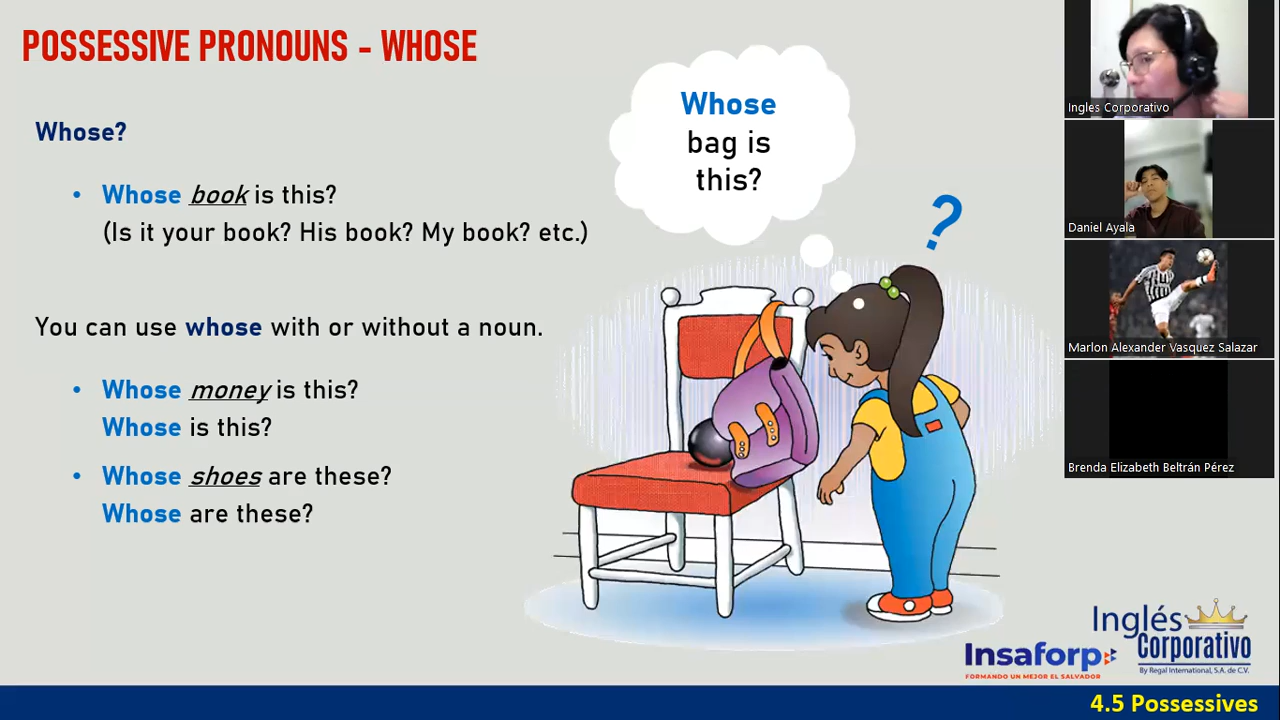 POSSESSIVE PRONOUNS - WHOSE
Whose?
• Whose book is this?
(Is it your book? His book? My book? etc.)
You can use whose with or without a noun.
• Whose money is this?
Whose is this?
• Whose shoes are these?
Whose are these?
Whose
bag is
this?
?
Ingles Corporativo
Daniel Ayala
Marlon Alexander Vasquez Salazar
Brenda Elizabeth Beltrán Pérez
Insaforp
FORMANDO UN MEJOR EL SALVADOR
Inglés
Corporativo
By Regal International, S.A. de C.V.
4.5 Possessives